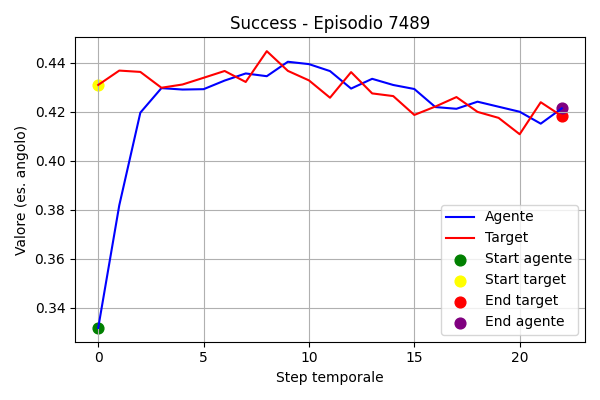 Success - Episodio 7489
Valore (es. angolo)
0.44
0.42
0.40
0.38
0.36
0.34
0
5
10
15
20
Step temporale
Agente
Target
Start agente
Start target
End target
End agente